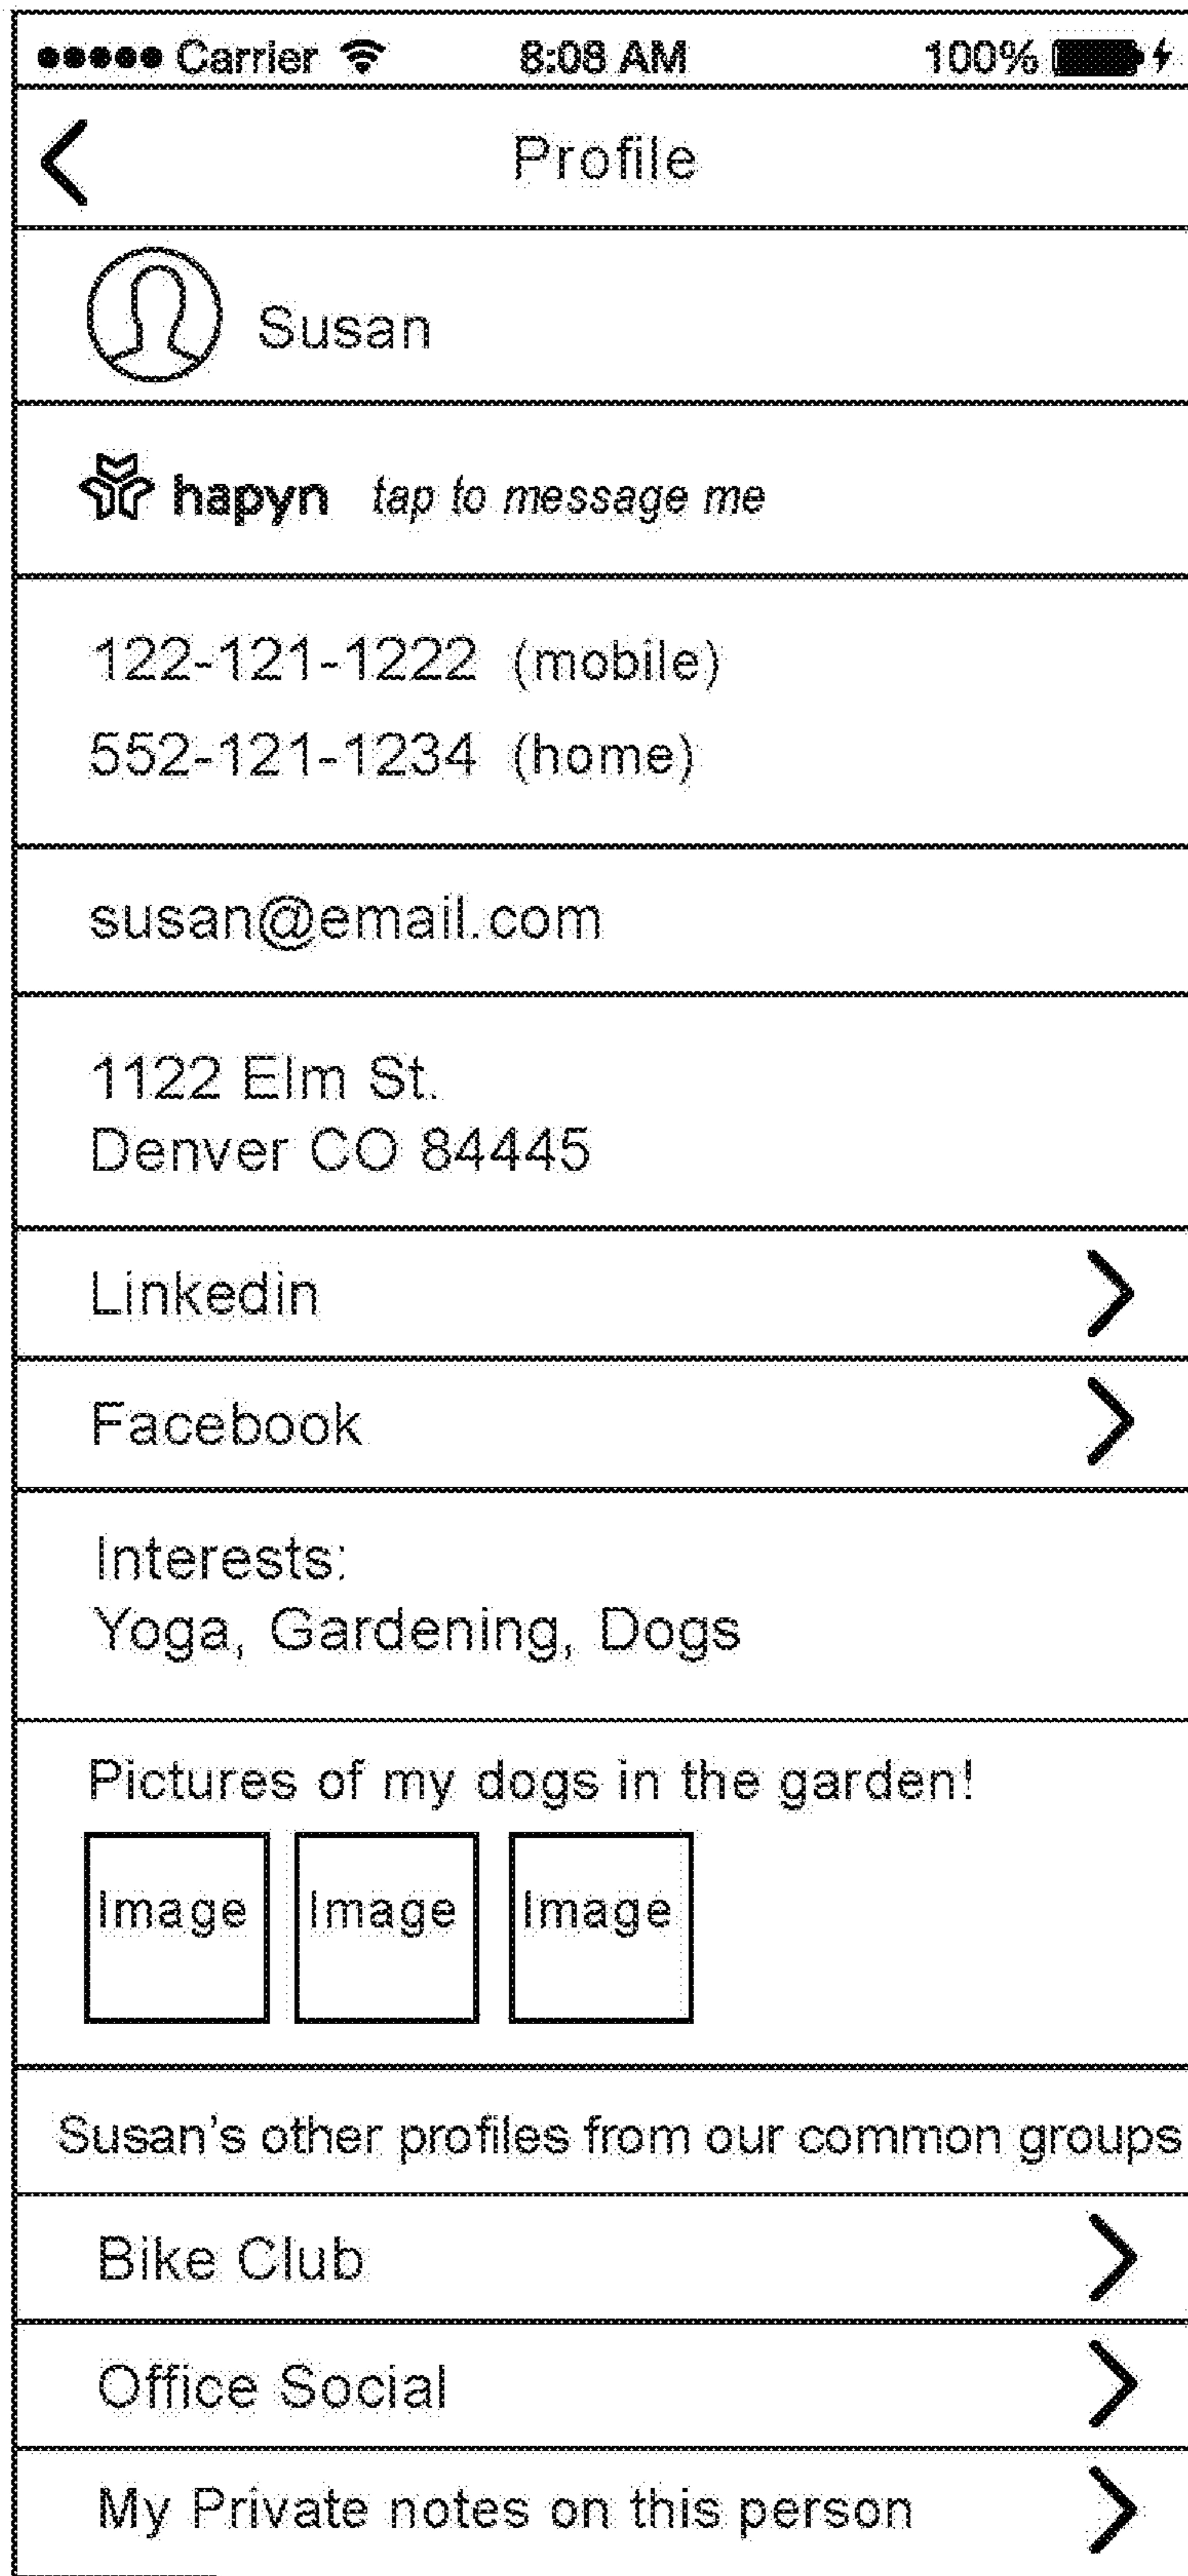 Carrier 8:08 AM 100%
Profile
Susan
hapyn tap to message me
122-121-1222 (mobile)
552-121-1234 (home)
susan@email.com
1122 Elm St.
Denver CO 84445
Linkedin
Facebook
Interests:
Yoga, Gardening, Dogs
Pictures of my dogs in the garden!
Image Image Image
Susan's other profiles from our common groups
Bike Club
Office Social
My Private notes on this person